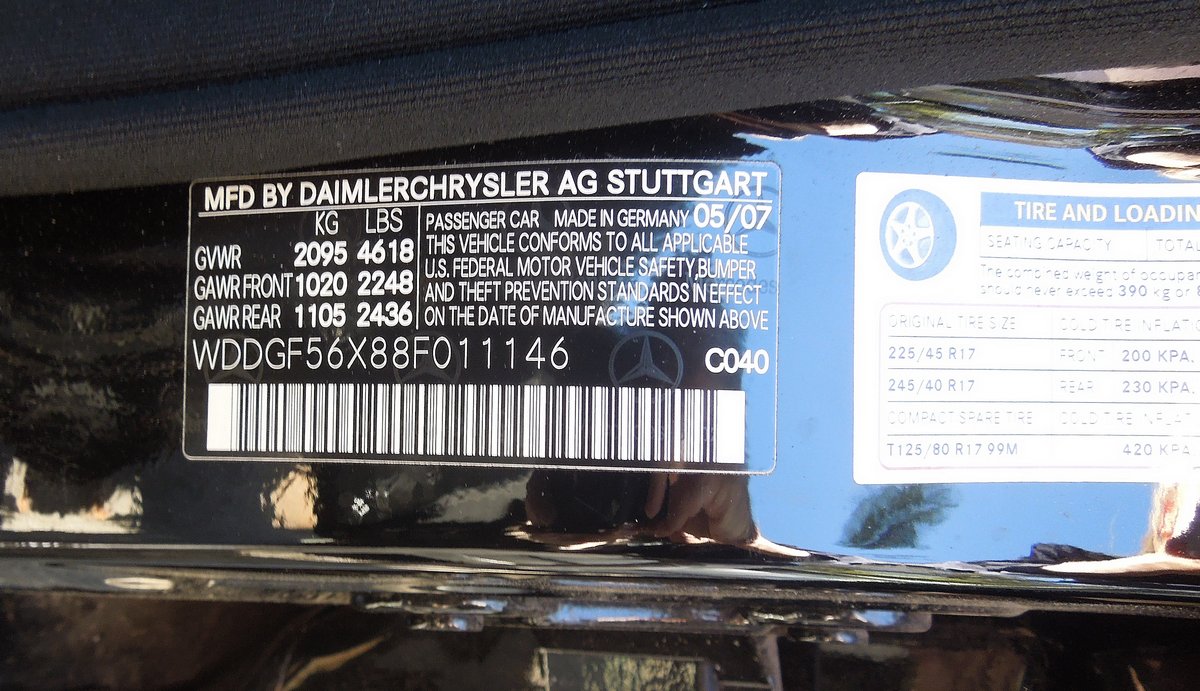 MFD BY DAIMLERCHRYSLER AG STUTTGART
KG LBS
GVWR 2095 4618
GAWR FRONT 1020 2248
GAWR REAR 1105 2436
PASSENGER CAR MADE IN GERMANY 05/07
THIS VEHICLE CONFORMS TO ALL APPLICABLE
U.S. FEDERAL MOTOR VEHICLE SAFETY,BUMPER
AND THEFT PREVENTION STANDARDS IN EFFECT
ON THE DATE OF MANUFACTURE SHOWN ABOVE
WDDGF56X88F011146 C040
TIRE AND LOADIN
SEATING CAPACITY TOTAL
The combined weight of occupa
should never exceed 390 kg or 8
ORIGINAL TIRE SIZE COLD TIRE INFLATI
225/45 R17 FRONT 200 KPA,
245/40 R17 REAR 230 KPA,
COMPACT SPARE TIRE COLD TIRE INFLAT
T125/80 R17 99M 420 KPA,